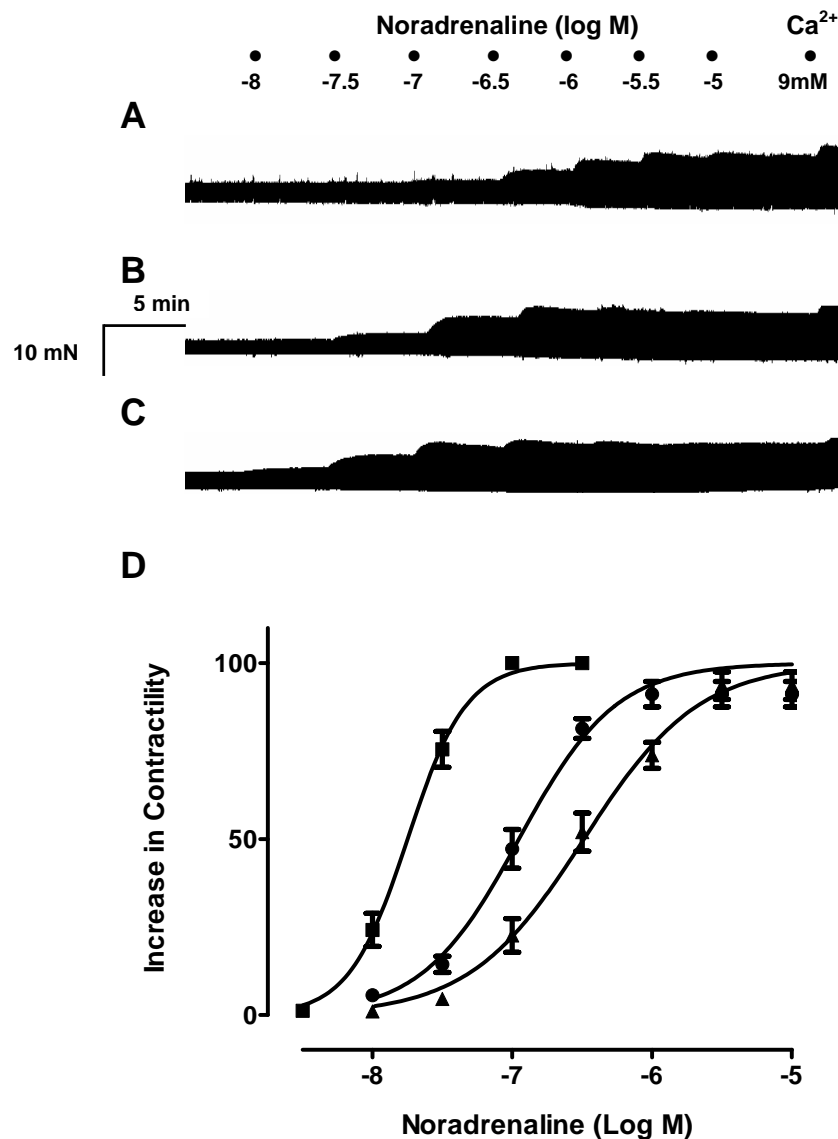 Noradrenaline (log M) Ca2+
-8 -7.5 -7 -6.5 -6 -5.5 -5 9mM
A
B
5 min
10 mN
C
D
100
50
0
Increase in Contractility
-8 -7 -6 -5
Noradrenaline (Log M)